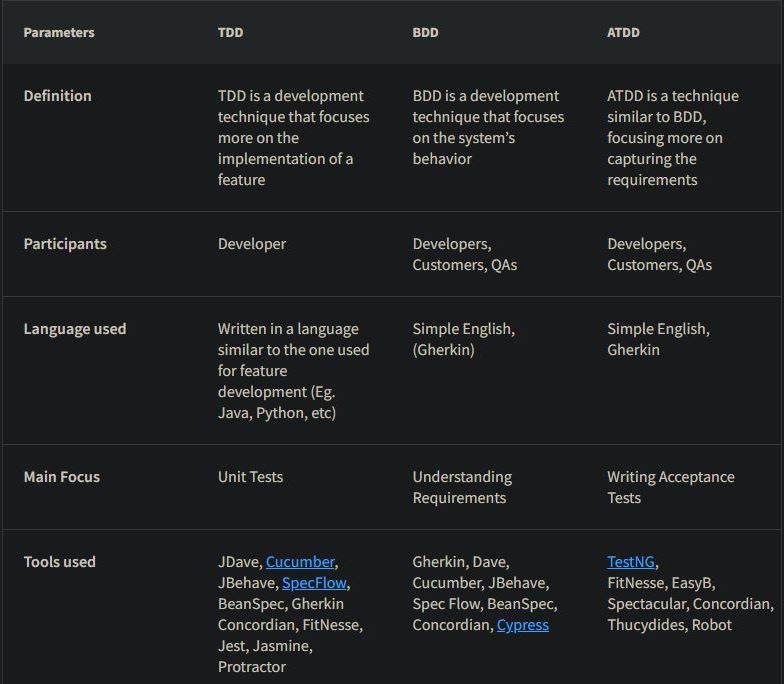 Parameters TDD BDD ATDD
Definition
TDD is a development
technique that focuses
more on the
implementation of a
feature
BDD is a development
technique that focuses
on the system’s
behavior
ATDD is a technique
similar to BDD,
focusing more on
capturing the
requirements
Participants
Developer
Developers,
Customers, QAs
Developers,
Customers, QAs
Language used
Written in a language
similar to the one used
for feature
development (Eg.
Java, Python, etc)
Simple English,
(Gherkin)
Simple English,
Gherkin
Main Focus
Unit Tests
Understanding
Requirements
Writing Acceptance
Tests
Tools used
JDave, Cucumber,
JBehave, SpecFlow,
BeanSpec, Gherkin
Concordian, FitNesse,
Jest, Jasmine,
Protractor
Gherkin, Dave,
Cucumber, JBehave,
Spec Flow, BeanSpec,
Concordian, Cypress
TestNG,
FitNesse, EasyB,
Spectacular, Concordian,
Thucydides, Robot